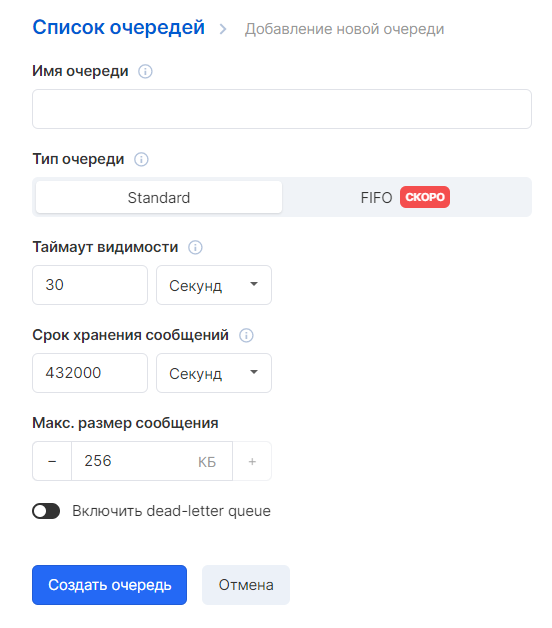 Список очередей > Добавление новой очереди
Имя очереди
Тип очереди
Standard FIFO СКОРО
Таймаут видимости
30 Секунд
Срок хранения сообщений
432000 Секунд
Макс. размер сообщения
− 256 КБ +
Включить dead-letter queue
Создать очередь Отмена